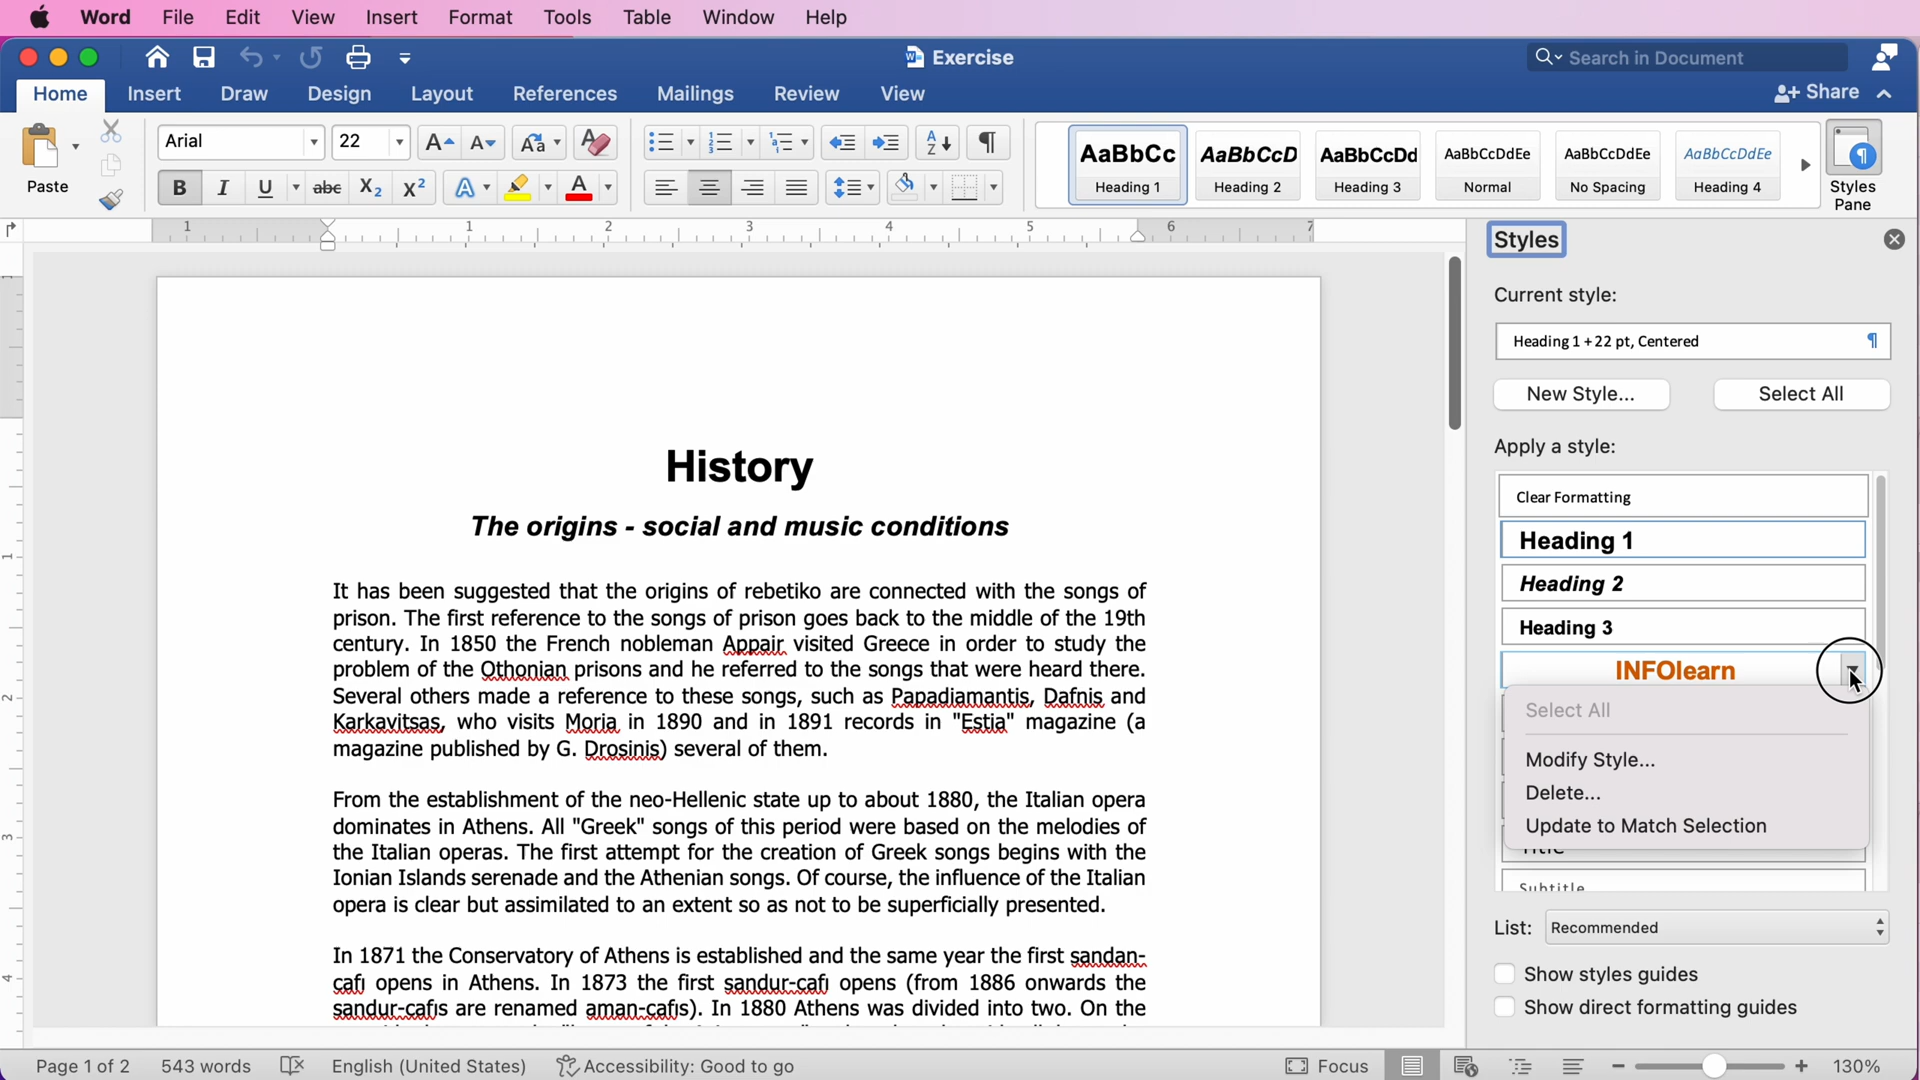 Word File Edit View Insert Format Tools Table Window Help
Exercise
Search in Document
Home Insert Draw Design Layout References Mailings Review View
Share
Paste
Arial 22
AaBbCc AaBbCcD AaBbCcDd AaBbCcDdEe AaBbCcDdEe AaBbCcDdEe
Heading 1 Heading 2 Heading 3 Normal No Spacing Heading 4
Styles
Pane
1 1 2 3 4 5 6 7
History
The origins - social and music conditions
It has been suggested that the origins of rebetiko are connected with the songs of
prison. The first reference to the songs of prison goes back to the middle of the 19th
century. In 1850 the French nobleman Appair visited Greece in order to study the
problem of the Othonian prisons and he referred to the songs that were heard there.
Several others made a reference to these songs, such as Papadiamantis, Dafnis and
Karkavitsas, who visits Moria in 1890 and in 1891 records in "Estia" magazine (a
magazine published by G. Drosinis) several of them.
From the establishment of the neo-Hellenic state up to about 1880, the Italian opera
dominates in Athens. All "Greek" songs of this period were based on the melodies of
the Italian operas. The first attempt for the creation of Greek songs begins with the
Ionian Islands serenade and the Athenian songs. Of course, the influence of the Italian
opera is clear but assimilated to an extent so as not to be superficially presented.
In 1871 the Conservatory of Athens is established and the same year the first sandan-
cafı opens in Athens. In 1873 the first sandur-cafı opens (from 1886 onwards the
sandur-cafıs are renamed aman-cafıs). In 1880 Athens was divided into two. On the
Styles
Current style:
Heading 1 + 22 pt, Centered
New Style... Select All
Apply a style:
Clear Formatting
Heading 1
Heading 2
Heading 3
INFOlearn
Select All
Modify Style...
Delete...
Update to Match Selection
Title
Subtitle
List: Recommended
Show styles guides
Show direct formatting guides
Page 1 of 2 543 words English (United States) Accessibility: Good to go Focus 130%